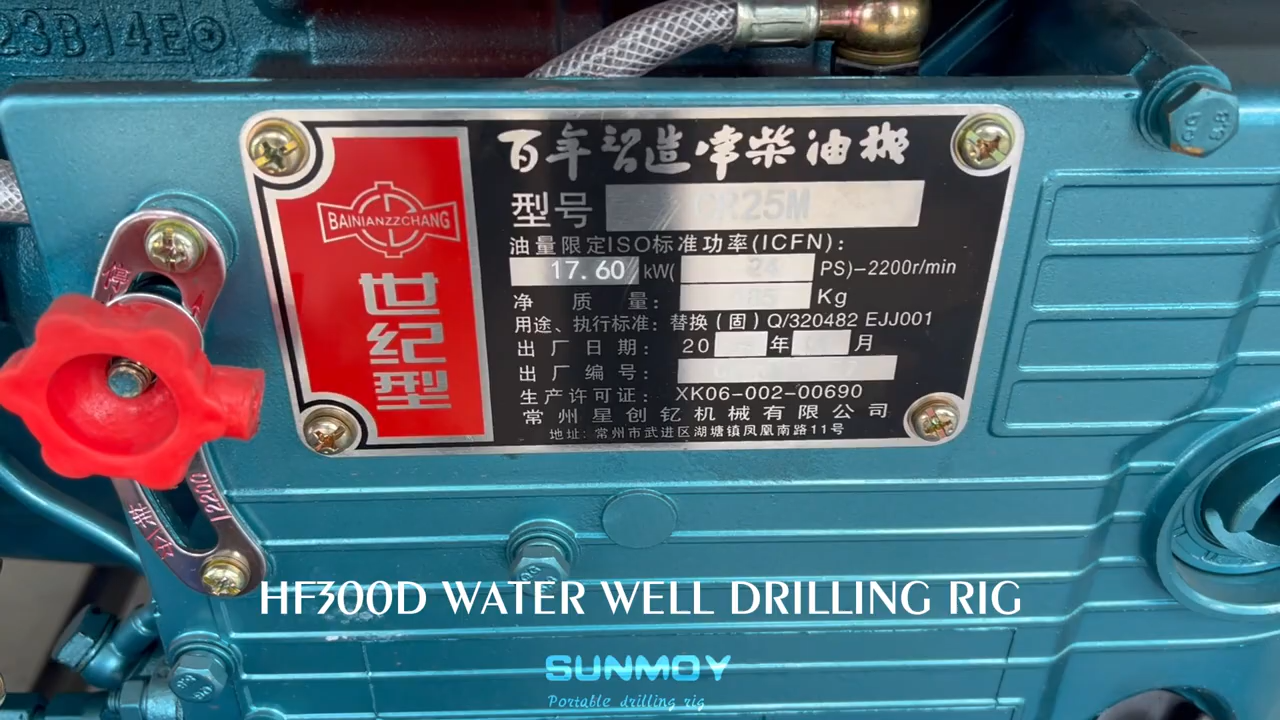 23B14E
百年智造常柴油机
BAINIANZZCHANG
世纪型
型号 CR25M
油量限定ISO标准功率(ICFN):
17.60 kW( 24 PS)-2200r/min
净 质 量: Kg
用途、执行标准: 替换(固) Q/320482 EJJ001
出厂日期: 20 年 月
出厂编号:
生产许可证: XK06-002-00690
常州星创钇机械有限公司
地址: 常州市武进区湖塘镇凤凰南路11号
停
2200
HF300D WATER WELL DRILLING RIG
SUNMOY
Portable drilling rig